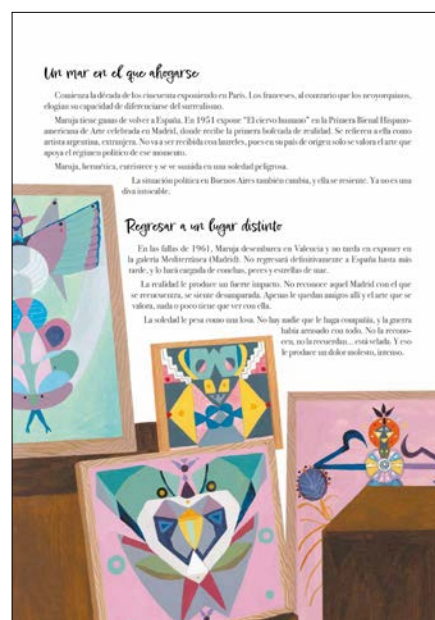 Un mar en el que ahogarse
Comienza la década de los cincuenta exponiendo en París. Los franceses, al contrario que los neoyorquinos,
elogian su capacidad de diferenciarse del surrealismo.
Maruja tiene ganas de volver a España. En 1951 expone "El ciervo humano" en la Primera Bienal Hispano-
americana de Arte celebrada en Madrid, donde recibe la primera bofetada de realidad. Se refieren a ella como
artista argentina, extranjera. No va a ser recibida con laureles, pues en su país de origen solo se valora el arte que
apoya el régimen político de ese momento.
Maruja, hermética, entristece y se ve sumida en una soledad peligrosa.
La situación política en Buenos Aires también cambia, y ella se resiente. Ya no es una
diva intocable.
Regresar a un lugar distinto
En las fallas de 1961, Maruja desembarca en Valencia y no tarda en exponer en
la galería Mediterránea (Madrid). No regresará definitivamente a España hasta más
tarde, y lo hará cargada de conchas, peces y estrellas de mar.
La realidad le produce un fuerte impacto. No reconoce aquel Madrid con el que
se reencuentra, se siente desamparada. Apenas le quedan amigos allí y el arte que se
valora, nada o poco tiene que ver con ella.
La soledad le pesa como una losa. No hay nadie que le haga compañía, y la guerra
había arrasado con todo. No la recono-
cen, no la recuerdan... está velada. Y eso
le produce un dolor molesto, intenso.